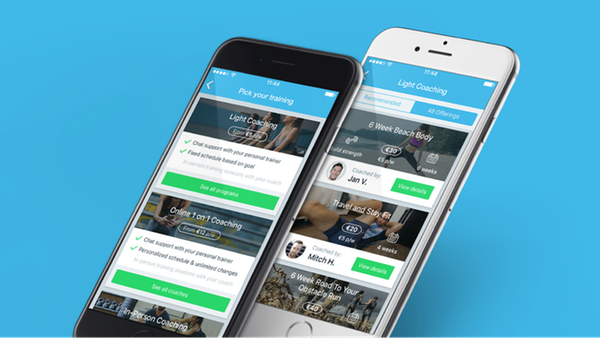 11:44
Pick your training
Light Coaching
Chat support with your personal trainer
Fixed schedule based on goal
In-person training sessions with your coach
See all programs
Online 1 on 1 Coaching
From €12 p/w
Chat support with your personal trainer
Personalized schedule & unlimited changes
In-person training sessions with your coach
See all coaches
In-Person Coaching
11:44
Light Coaching
Recommended
All Offerings
6 Week Beach Body
€30
€5 p/w
Build strength
Coached by:
Jan V.
View details
Travel and Stay Fit
€20
€5 p/w
4 weeks
Coached by:
Mitch H.
View details
6 Week Road To Your
Obstacle Run
€40